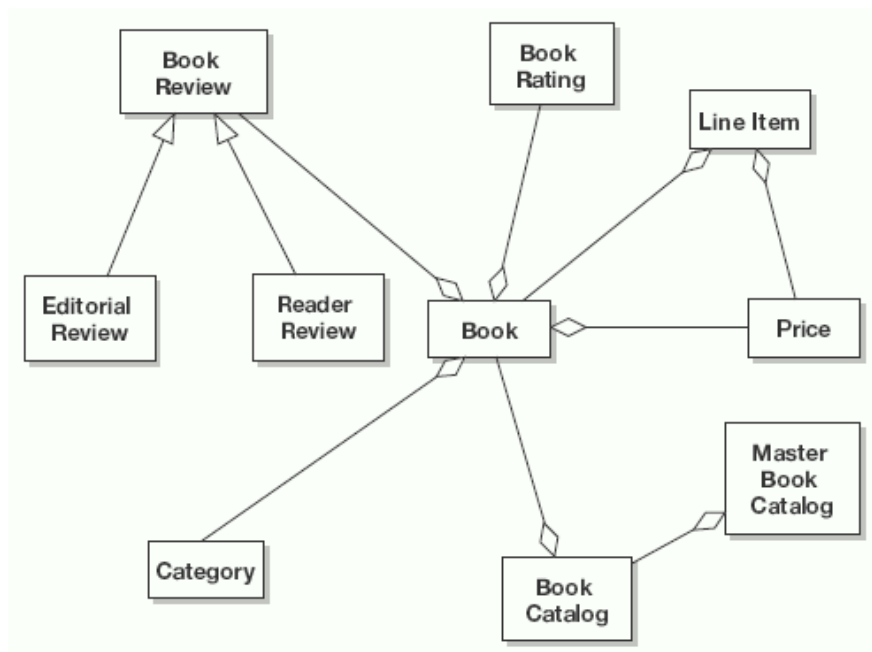 Book
Review
Book
Rating
Line Item
Editorial
Review
Reader
Review
Book
Price
Master
Book
Catalog
Category
Book
Catalog